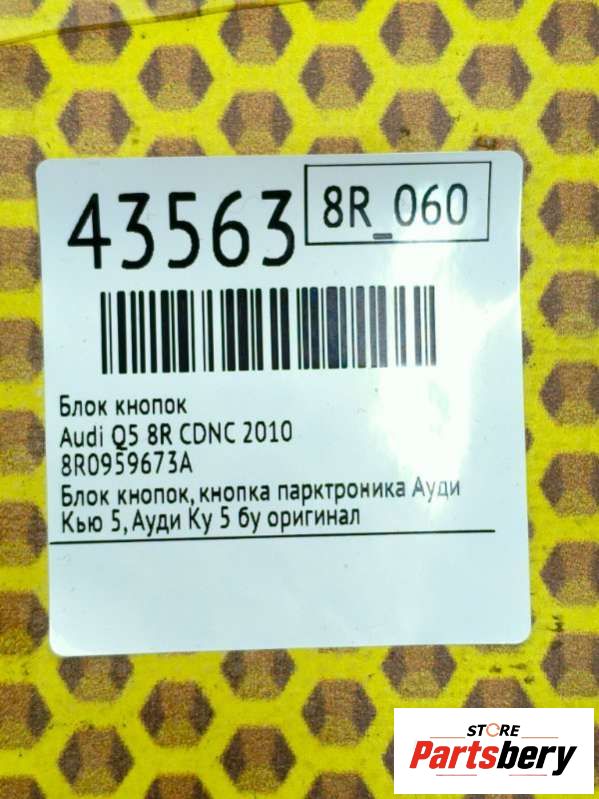 43563
8R_060
Блок кнопок
Audi Q5 8R CDNC 2010
8R0959673A
Блок кнопок, кнопка парктроника Ауди
Кью 5, Ауди Ку 5 бу оригинал
STORE
Partsbery